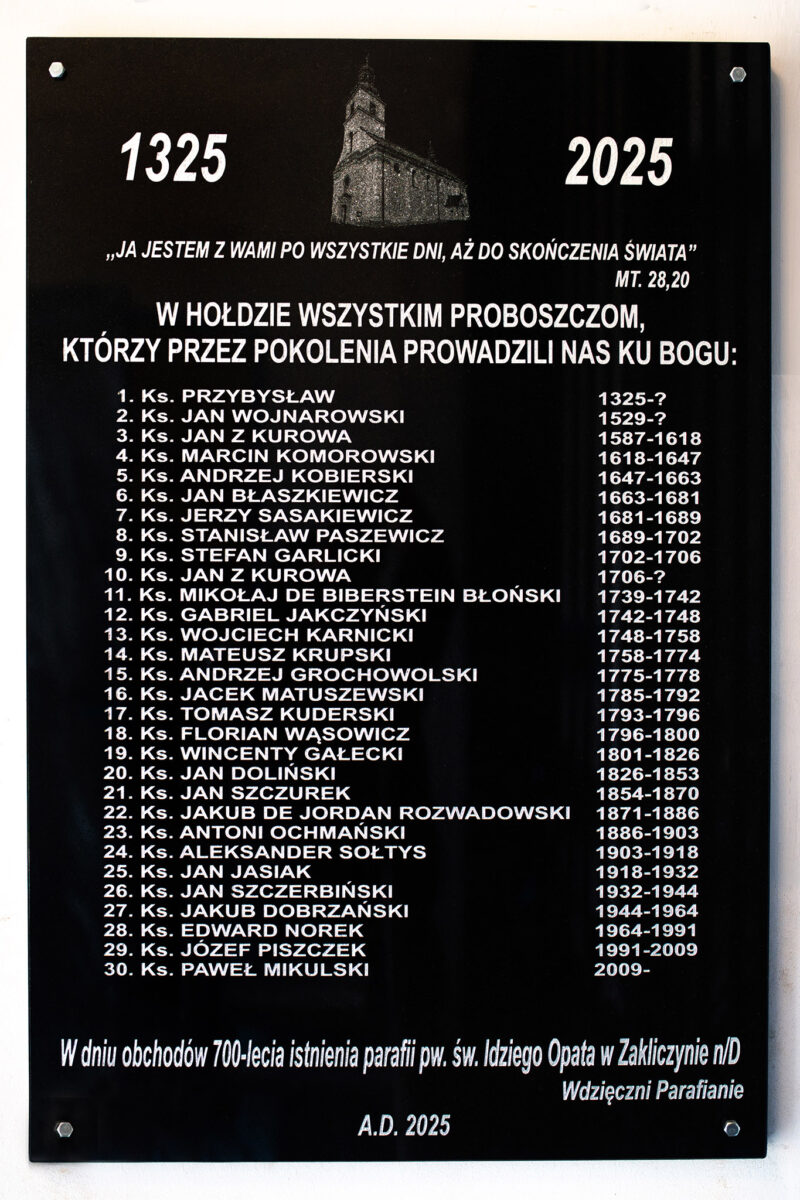 1325 2025
„JA JESTEM Z WAMI PO WSZYSTKIE DNI, AŻ DO SKOŃCZENIA ŚWIATA”
MT. 28,20
W HOŁDZIE WSZYSTKIM PROBOSZCZOM,
KTÓRZY PRZEZ POKOLENIA PROWADZILI NAS KU BOGU:
1. Ks. PRZYBYSŁAW 1325-?
2. Ks. JAN WOJNAROWSKI 1529-?
3. Ks. JAN Z KUROWA 1587-1618
4. Ks. MARCIN KOMOROWSKI 1618-1647
5. Ks. ANDRZEJ KOBIERSKI 1647-1663
6. Ks. JAN BŁASZKIEWICZ 1663-1681
7. Ks. JERZY SASAKIEWICZ 1681-1689
8. Ks. STANISŁAW PASZEWICZ 1689-1702
9. Ks. STEFAN GARLICKI 1702-1706
10. Ks. JAN Z KUROWA 1706-?
11. Ks. MIKOŁAJ DE BIBERSTEIN BŁOŃSKI 1739-1742
12. Ks. GABRIEL JAKCZYŃSKI 1742-1748
13. Ks. WOJCIECH KARNICKI 1748-1758
14. Ks. MATEUSZ KRUPSKI 1758-1774
15. Ks. ANDRZEJ GROCHOWOLSKI 1775-1778
16. Ks. JACEK MATUSZEWSKI 1785-1792
17. Ks. TOMASZ KUDERSKI 1793-1796
18. Ks. FLORIAN WĄSOWICZ 1796-1800
19. Ks. WINCENTY GAŁECKI 1801-1826
20. Ks. JAN DOLIŃSKI 1826-1853
21. Ks. JAN SZCZUREK 1854-1870
22. Ks. JAKUB DE JORDAN ROZWADOWSKI 1871-1886
23. Ks. ANTONI OCHMAŃSKI 1886-1903
24. Ks. ALEKSANDER SOŁTYS 1903-1918
25. Ks. JAN JASIAK 1918-1932
26. Ks. JAN SZCZERBIŃSKI 1932-1944
27. Ks. JAKUB DOBRZAŃSKI 1944-1964
28. Ks. EDWARD NOREK 1964-1991
29. Ks. JÓZEF PISZCZEK 1991-2009
30. Ks. PAWEŁ MIKULSKI 2009-
W dniu obchodów 700-lecia istnienia parafii pw. św. Idziego Opata w Zakliczynie n/D
Wdzięczni Parafianie
A.D. 2025